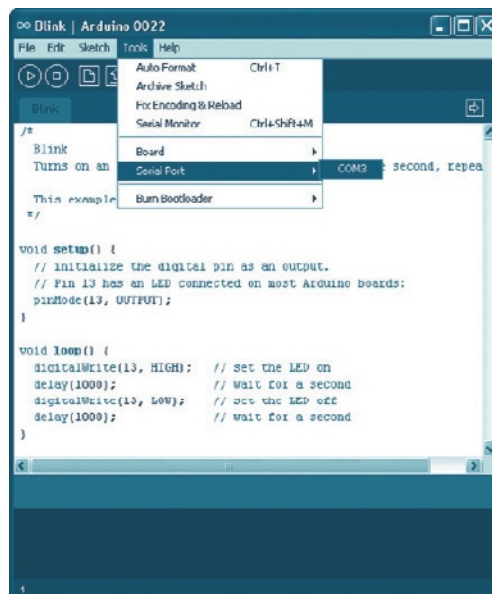 Blink | Arduino 0022
File Edit Sketch Tools Help
Auto Format Ctrl+T
Archive Sketch
Fix Encoding & Reload
Serial Monitor Ctrl+Shift+M
Board
Serial Port
COM3
Burn Bootloader
Blink
/*
Blink
Turns on an second, repea
This example
*/
void setup() {
// initialize the digital pin as an output.
// Pin 13 has an LED connected on most Arduino boards:
pinMode(13, OUTPUT);
}
void loop() {
digitalWrite(13, HIGH); // set the LED on
delay(1000); // wait for a second
digitalWrite(13, LOW); // set the LED off
delay(1000); // wait for a second
}
1